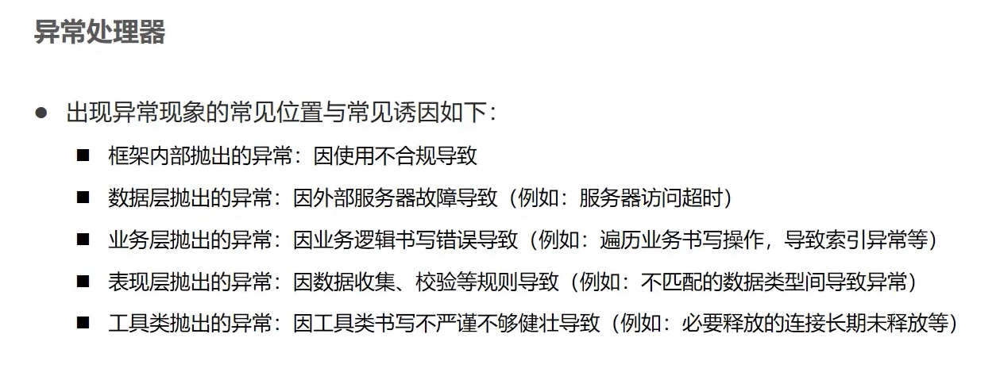 异常处理器
● 出现异常现象的常见位置与常见诱因如下：
■ 框架内部抛出的异常：因使用不合规导致
■ 数据层抛出的异常：因外部服务器故障导致（例如：服务器访问超时）
■ 业务层抛出的异常：因业务逻辑书写错误导致（例如：遍历业务书写操作，导致索引异常等）
■ 表现层抛出的异常：因数据收集、校验等规则导致（例如：不匹配的数据类型间导致异常）
■ 工具类抛出的异常：因工具类书写不严谨不够健壮导致（例如：必要释放的连接长期未释放等）